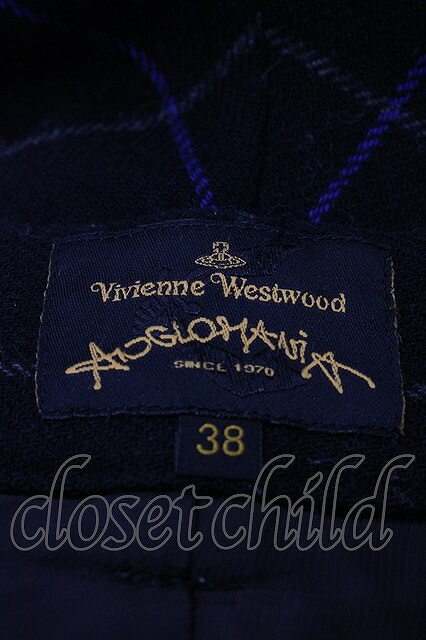 Vivienne Westwood
ANGLOMANIA
SINCE 1970
38
closet child